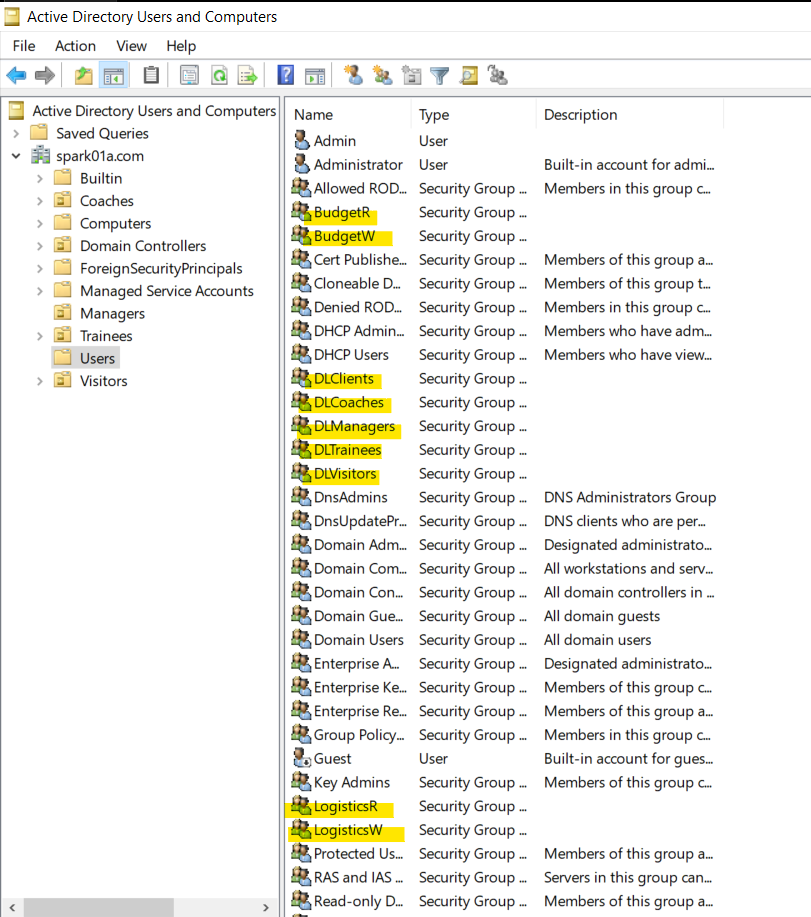 Active Directory Users and Computers
File Action View Help
Active Directory Users and Computers
Saved Queries
spark01a.com
Builtin
Coaches
Computers
Domain Controllers
ForeignSecurityPrincipals
Managed Service Accounts
Managers
Trainees
Users
Visitors
Name Type Description
Admin User
Administrator User Built-in account for admi...
Allowed ROD... Security Group ... Members in this group c...
BudgetR Security Group ...
BudgetW Security Group ...
Cert Publishe... Security Group ... Members of this group a...
Cloneable D... Security Group ... Members of this group t...
Denied ROD... Security Group ... Members in this group c...
DHCP Admin... Security Group ... Members who have adm...
DHCP Users Security Group ... Members who have view...
DLClients Security Group ...
DLCoaches Security Group ...
DLManagers Security Group ...
DLTrainees Security Group ...
DLVisitors Security Group ...
DnsAdmins Security Group ... DNS Administrators Group
DnsUpdatePr... Security Group ... DNS clients who are per...
Domain Adm... Security Group ... Designated administrato...
Domain Com... Security Group ... All workstations and serv...
Domain Con... Security Group ... All domain controllers in ...
Domain Gue... Security Group ... All domain guests
Domain Users Security Group ... All domain users
Enterprise A... Security Group ... Designated administrato...
Enterprise Ke... Security Group ... Members of this group c...
Enterprise Re... Security Group ... Members of this group a...
Group Policy... Security Group ... Members in this group c...
Guest User Built-in account for gues...
Key Admins Security Group ... Members of this group c...
LogisticsR Security Group ...
LogisticsW Security Group ...
Protected Us... Security Group ... Members of this group a...
RAS and IAS ... Security Group ... Servers in this group can...
Read-only D... Security Group ... Members of this group a...